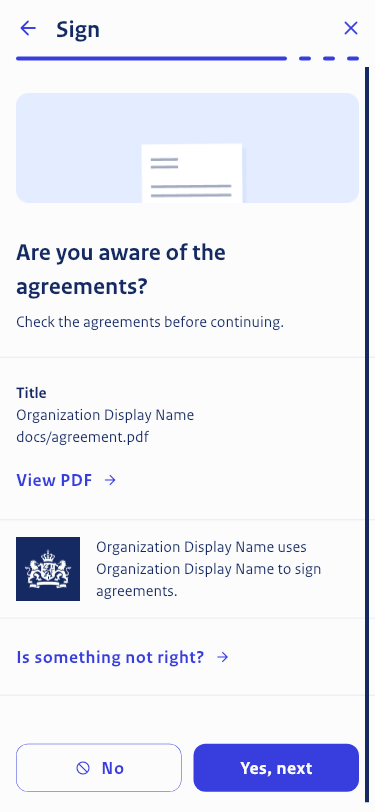 Sign
Are you aware of the
agreements?
Check the agreements before continuing.
Title
Organization Display Name
docs/agreement.pdf
View PDF
Organization Display Name uses
Organization Display Name to sign
agreements.
Is something not right?
No
Yes, next